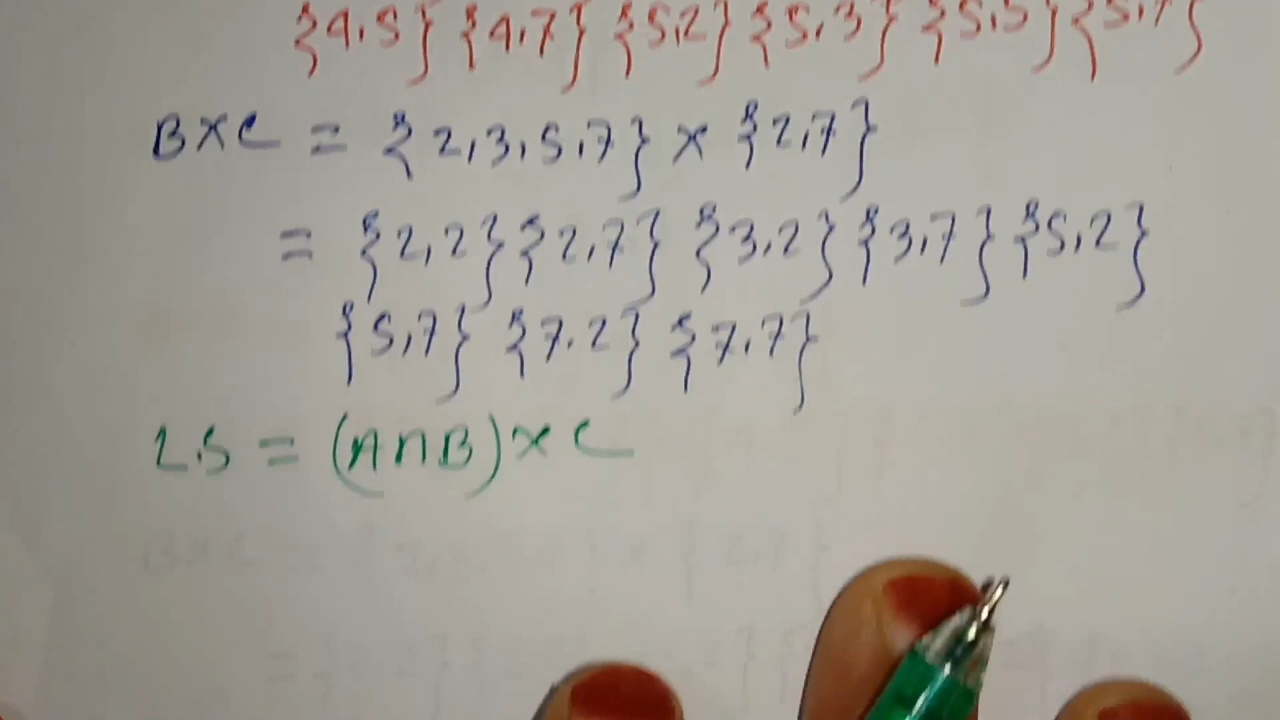 {4,5} {4,7} {5,2} {5,3} {5,5} {5,7}
B×C = {2,3,5,7} × {2,7}
= {2,2} {2,7} {3,2} {3,7} {5,2}
{5,7} {7,2} {7,7}
LS = (A∩B)×C